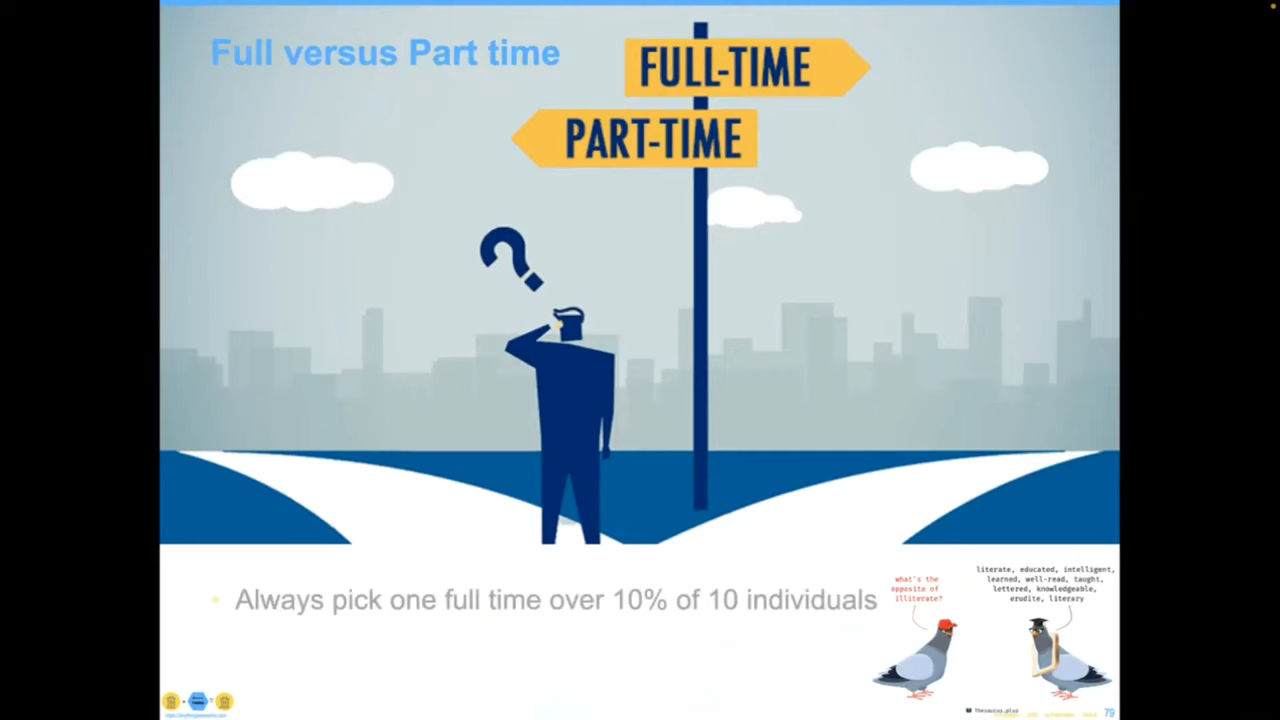 Full versus Part time
FULL-TIME
PART-TIME
• Always pick one full time over 10% of 10 individuals
what's the
opposite of
illiterate?
literate, educated, intelligent,
learned, well-read, taught,
lettered, knowledgeable,
erudite, literary
Thesaurus.plus
79